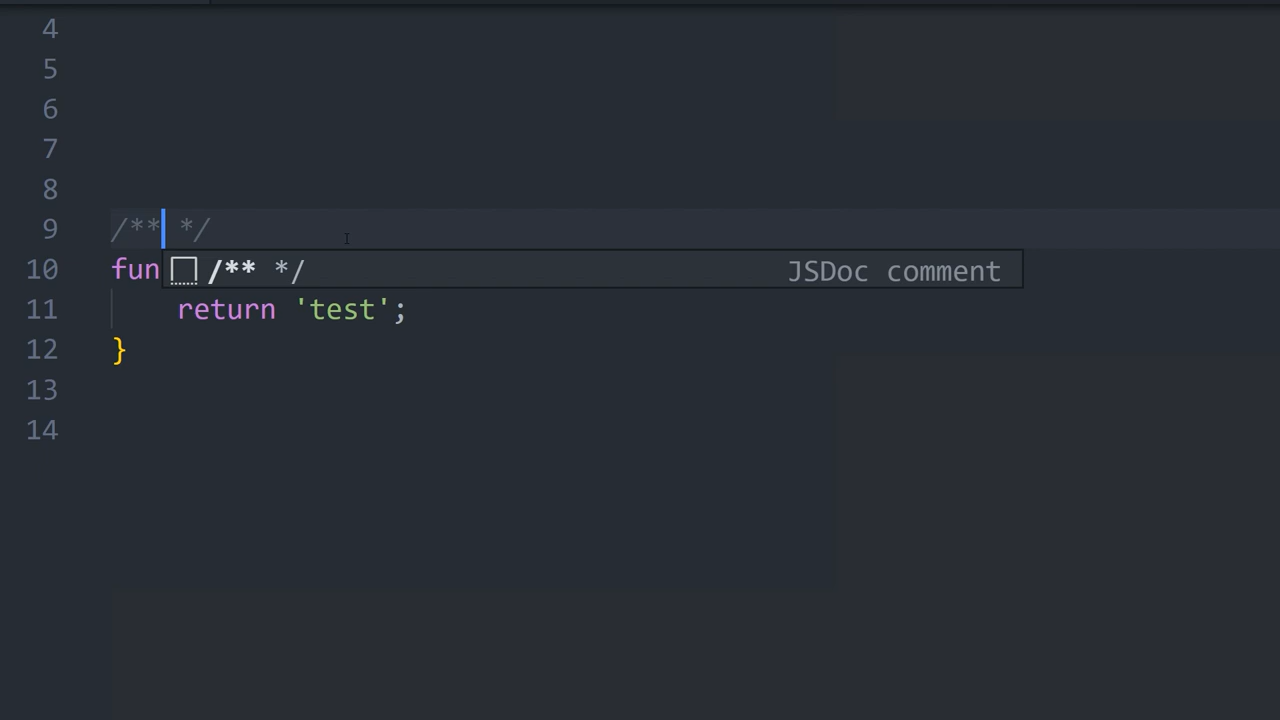 4
5
6
7
8
9 /** */
10 fun /** */ JSDoc comment
11 return 'test';
12 }
13
14